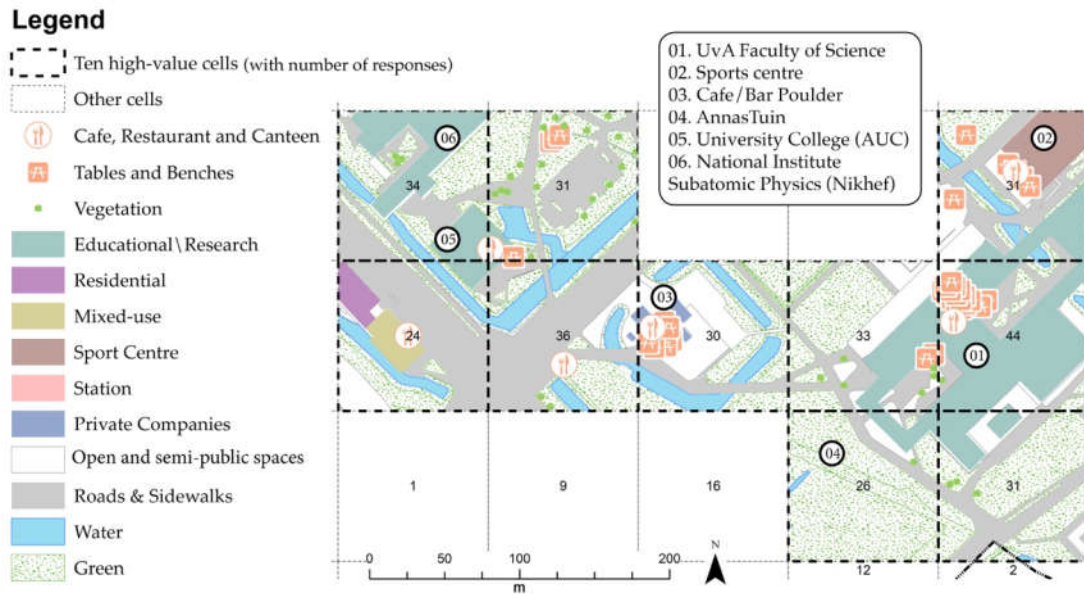 Legend
Ten high-value cells (with number of responses)
Other cells
Cafe, Restaurant and Canteen
Tables and Benches
Vegetation
Educational\Research
Residential
Mixed-use
Sport Centre
Station
Private Companies
Open and semi-public spaces
Roads & Sidewalks
Water
Green
01. UvA Faculty of Science
02. Sports centre
03. Cafe/Bar Poulder
04. AnnasTuin
05. University College (AUC)
06. National Institute
Subatomic Physics (Nikhef)
06
02
34
31
31
05
03
24
36
30
33
44
01
04
1
9
16
26
31
0
50
100
200
m
N
12
2